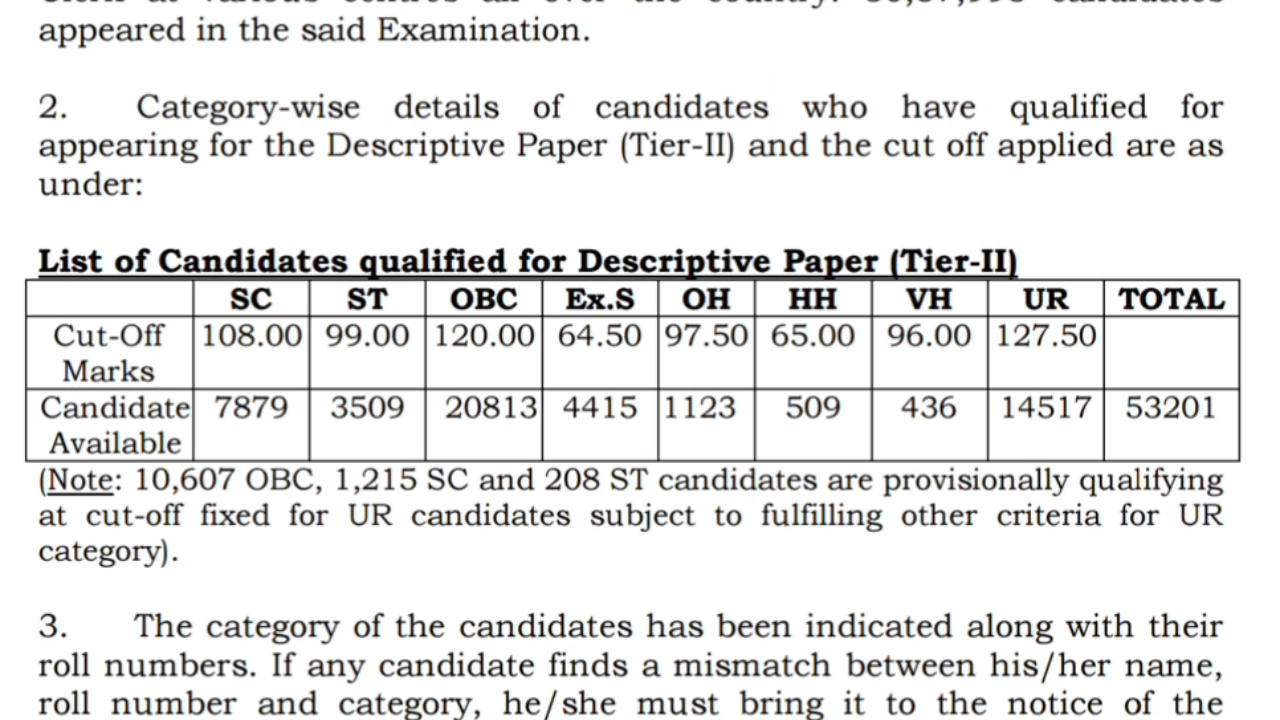 appeared in the said Examination.
2. Category-wise details of candidates who have qualified for
appearing for the Descriptive Paper (Tier-II) and the cut off applied are as
under:
List of Candidates qualified for Descriptive Paper (Tier-II)
SC ST OBC Ex.S OH HH VH UR TOTAL
Cut-Off 108.00 99.00 120.00 64.50 97.50 65.00 96.00 127.50
Marks
Candidate 7879 3509 20813 4415 1123 509 436 14517 53201
Available
(Note: 10,607 OBC, 1,215 SC and 208 ST candidates are provisionally qualifying
at cut-off fixed for UR candidates subject to fulfilling other criteria for UR
category).
3. The category of the candidates has been indicated along with their
roll numbers. If any candidate finds a mismatch between his/her name,
roll number and category, he/she must bring it to the notice of the